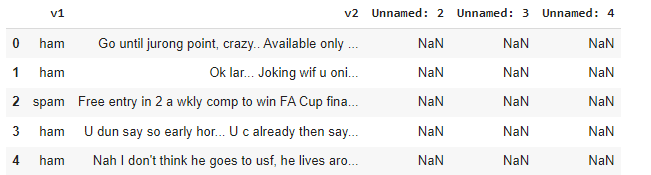 v1 v2 Unnamed: 2 Unnamed: 3 Unnamed: 4
0 ham Go until jurong point, crazy.. Available only ... NaN NaN NaN
1 ham Ok lar... Joking wif u oni... NaN NaN NaN
2 spam Free entry in 2 a wkly comp to win FA Cup fina... NaN NaN NaN
3 ham U dun say so early hor... U c already then say... NaN NaN NaN
4 ham Nah I don't think he goes to usf, he lives aro... NaN NaN NaN